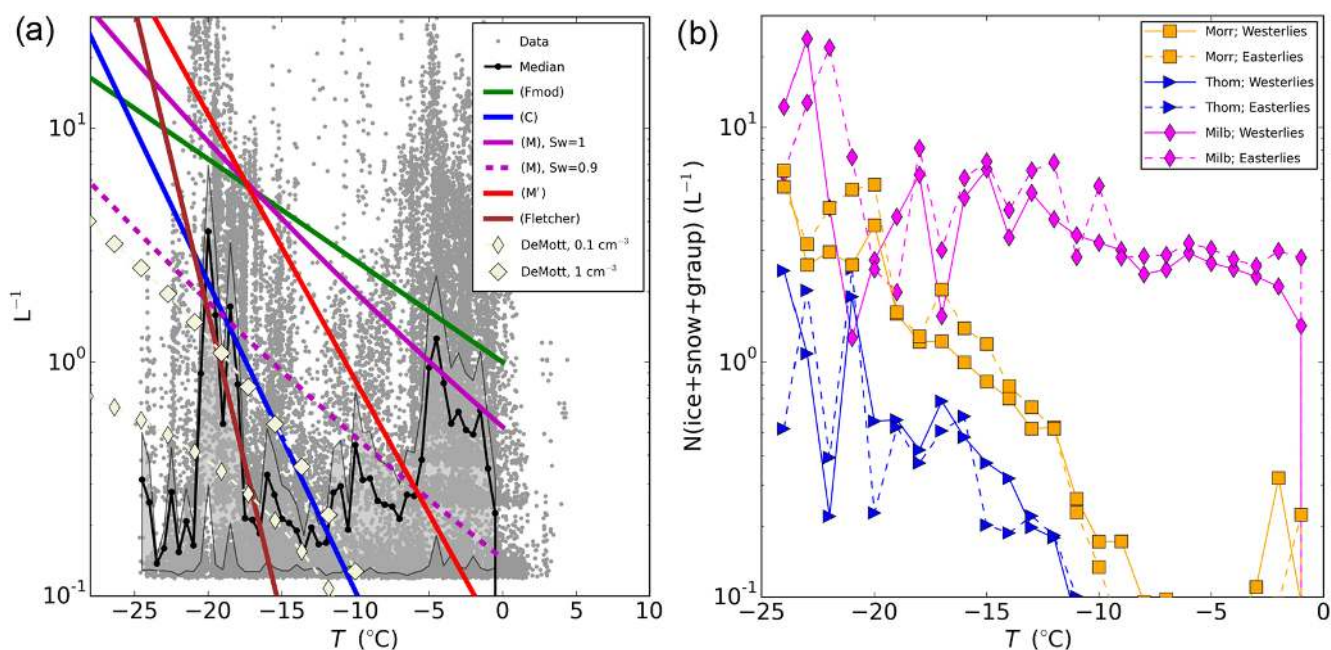 (a)
L⁻¹
10¹
10⁰
10⁻¹
−25 −20 −15 −10 −5 0 5 10
T (°C)
Data
Median
(Fmod)
(C)
(M), Sw=1
(M), Sw=0.9
(M')
(Fletcher)
DeMott, 0.1 cm⁻³
DeMott, 1 cm⁻³
(b)
N(ice+snow+graup) (L⁻¹)
10¹
10⁰
10⁻¹
−25 −20 −15 −10 −5 0
T (°C)
Morr; Westerlies
Morr; Easterlies
Thom; Westerlies
Thom; Easterlies
Milb; Westerlies
Milb; Easterlies